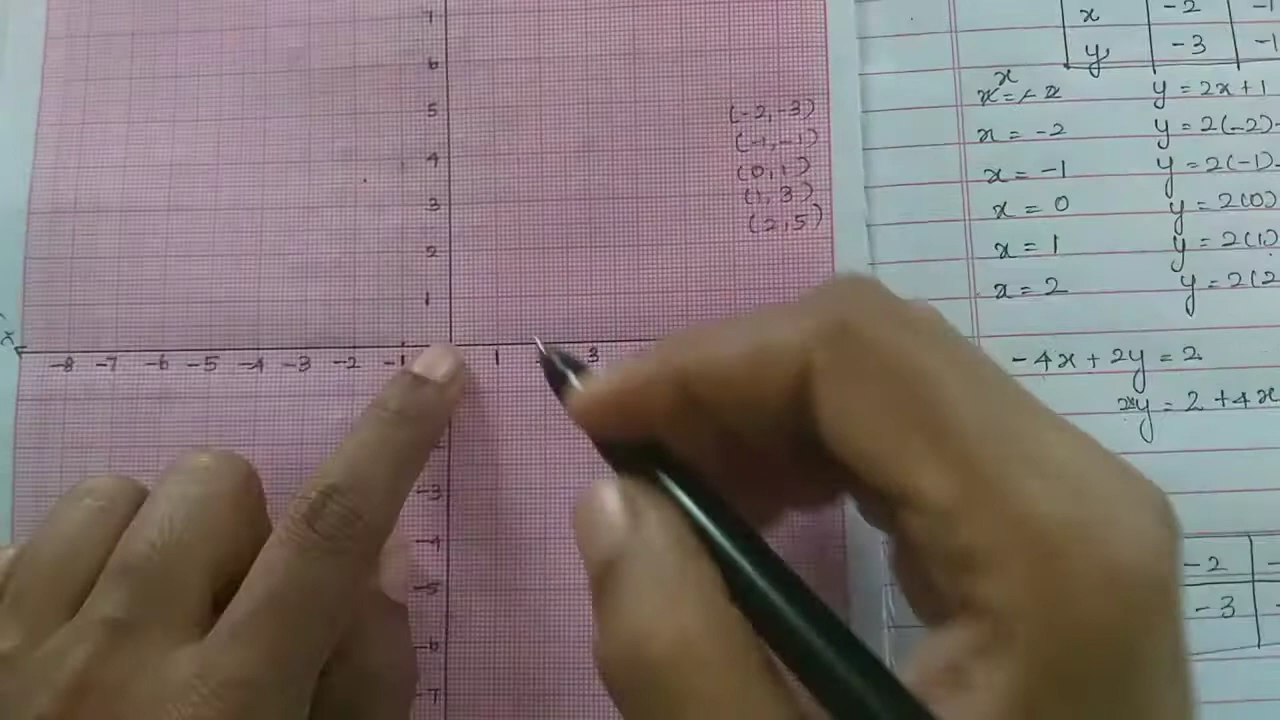 7
6
5
4
3
2
1
x'
-8 -7 -6 -5 -4 -3 -2 -1 1 3
-3
-4
-5
-6
-7
(-2,-3)
(-1,-1)
(0,1)
(1,3)
(2,5)
x -2 -1
y -3 -1
x
y = 2x+1
x = -2 y = 2(-2)-
x = -1 y = 2(-1)-
x = 0 y = 2(0)
x = 1 y = 2(1)
x = 2 y = 2(2
-4x + 2y = 2
2y = 2 + 4x
-2 -
-3 -